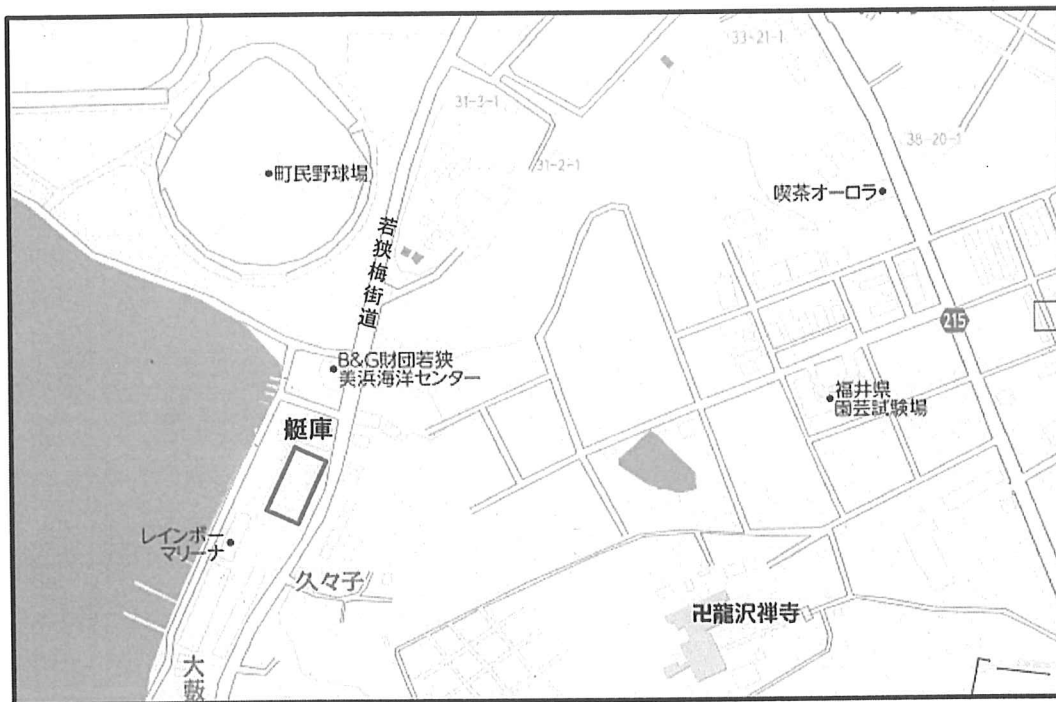 33-21-1
31-3-1
38-20-1
31-2-1
町民野球場
喫茶オーロラ
若狭梅街道
215
B&G財団若狭
美浜海洋センター
福井県
園芸試験場
艇庫
レインボー
マリーナ
久々子
卍龍沢禅寺
大藪